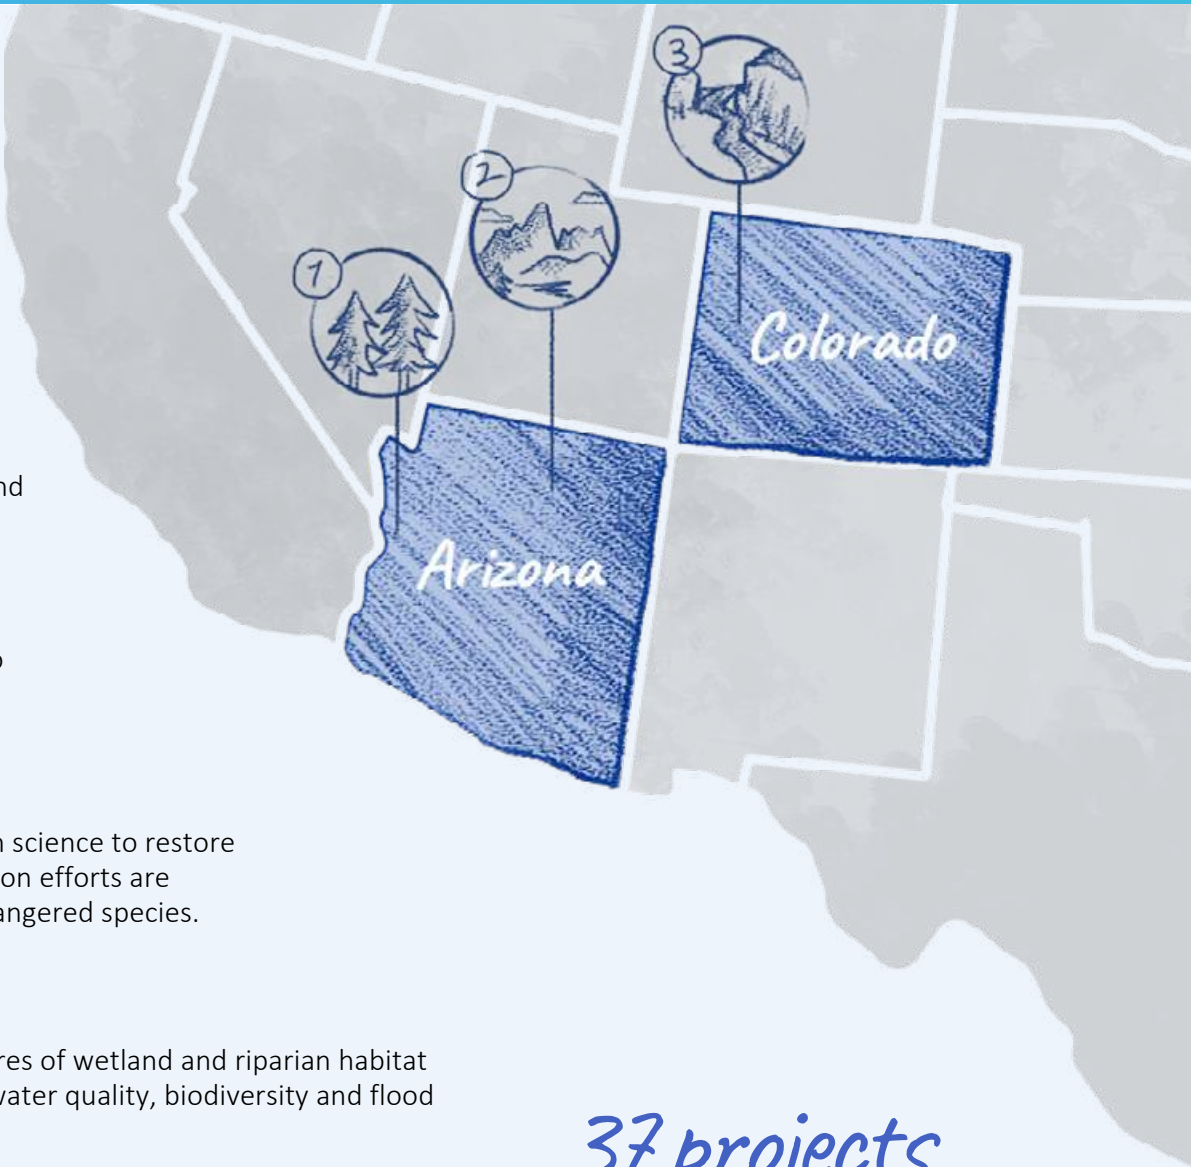 3
2
1
Colorado
nd
Arizona
o
n science to restore
on efforts are
angered species.
res of wetland and riparian habitat
water quality, biodiversity and flood
37 projects